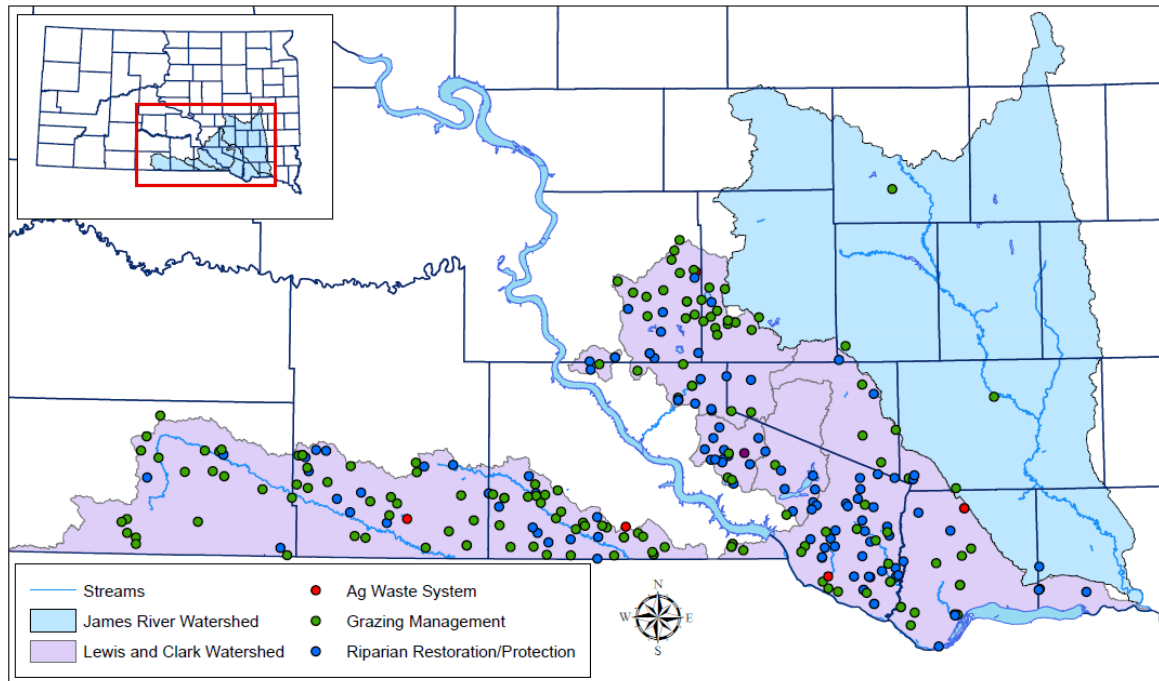 N
W E
S
Streams
James River Watershed
Lewis and Clark Watershed
Ag Waste System
Grazing Management
Riparian Restoration/Protection